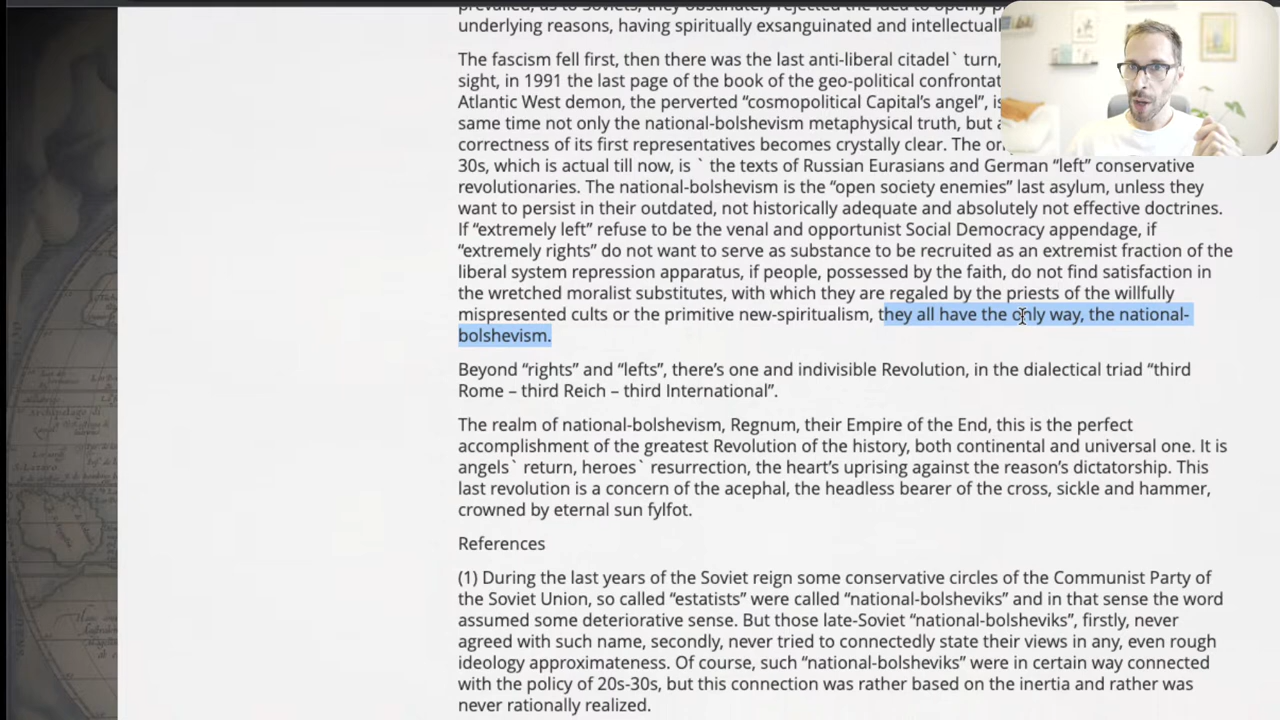 underlying reasons, having spiritually exsanguinated and intellectual
The fascism fell first, then there was the last anti-liberal citadel` turn,
sight, in 1991 the last page of the book of the geo-political
Atlantic West demon, the perverted “cosmopolitical Capital’s angel”,
same time not only the national-bolshevism metaphysical truth, but
correctness of its first representatives becomes crystally clear. The
30s, which is actual till now, is ` the texts of Russian Eurasians and German “left” conservative
revolutionaries. The national-bolshevism is the “open society enemies” last asylum, unless they
want to persist in their outdated, not historically adequate and absolutely not effective doctrines.
If “extremely left” refuse to be the venal and opportunist Social Democracy appendage, if
“extremely rights” do not want to serve as substance to be recruited as an extremist fraction of the
liberal system repression apparatus, if people, possessed by the faith, do not find satisfaction in
the wretched moralist substitutes, with which they are regaled by the priests of the willfully
mispresented cults or the primitive new-spiritualism, they all have the only way, the national-
bolshevism.
Beyond “rights” and “lefts”, there’s one and indivisible Revolution, in the dialectical triad “third
Rome – third Reich – third International”.
The realm of national-bolshevism, Regnum, their Empire of the End, this is the perfect
accomplishment of the greatest Revolution of the history, both continental and universal one. It is
angels` return, heroes` resurrection, the heart’s uprising against the reason’s dictatorship. This
last revolution is a concern of the acephal, the headless bearer of the cross, sickle and hammer,
crowned by eternal sun fylfot.
References
(1) During the last years of the Soviet reign some conservative circles of the Communist Party of
the Soviet Union, so called “estatists” were called “national-bolsheviks” and in that sense the word
assumed some deteriorative sense. But those late-Soviet “national-bolsheviks”, firstly, never
agreed with such name, secondly, never tried to connectedly state their views in any, even rough
ideology approximateness. Of course, such “national-bolsheviks” were in certain way connected
with the policy of 20s-30s, but this connection was rather based on the inertia and rather was
never rationally realized.